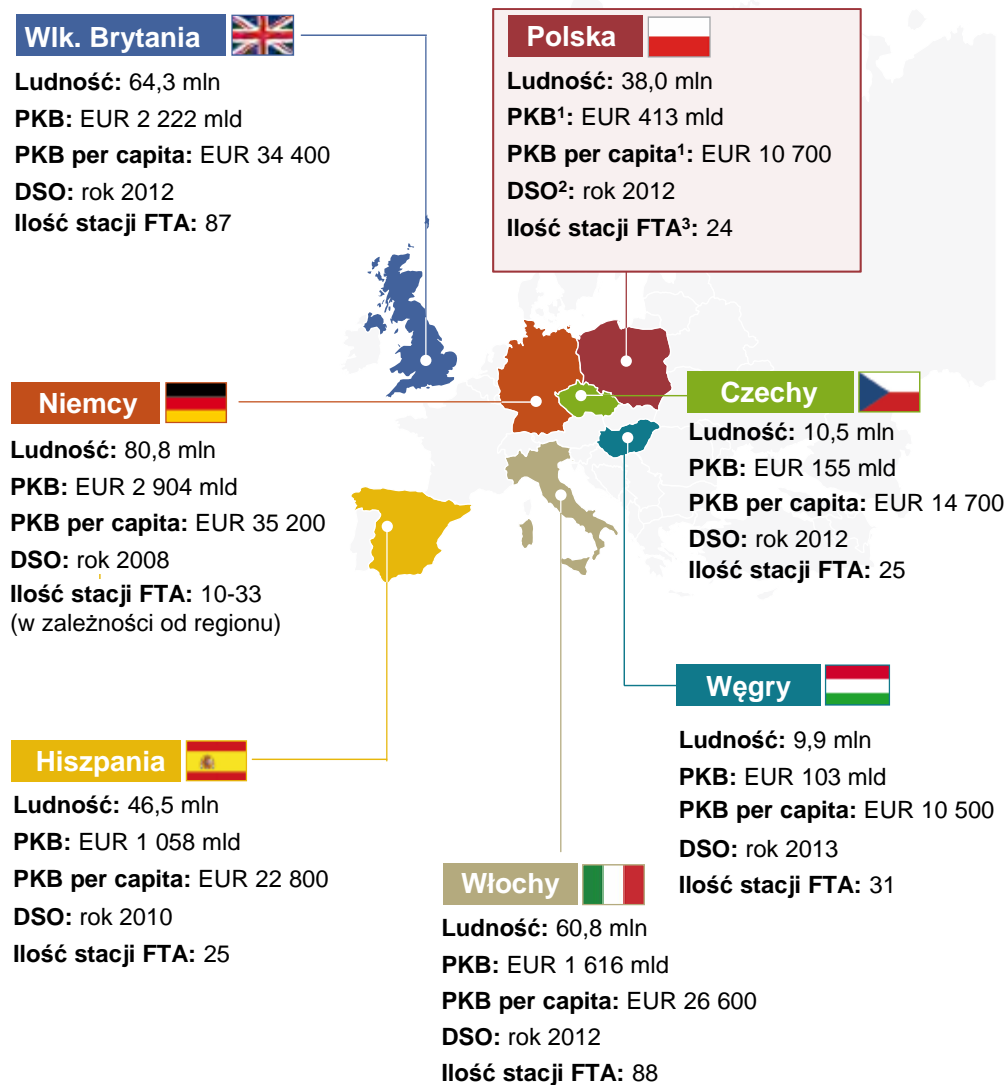 Wlk. Brytania
Ludność: 64,3 mln
PKB: EUR 2 222 mld
PKB per capita: EUR 34 400
DSO: rok 2012
Ilość stacji FTA: 87
Polska
Ludność: 38,0 mln
PKB¹: EUR 413 mld
PKB per capita¹: EUR 10 700
DSO²: rok 2012
Ilość stacji FTA³: 24
Niemcy
Ludność: 80,8 mln
PKB: EUR 2 904 mld
PKB per capita: EUR 35 200
DSO: rok 2008
Ilość stacji FTA: 10-33
(w zależności od regionu)
Czechy
Ludność: 10,5 mln
PKB: EUR 155 mld
PKB per capita: EUR 14 700
DSO: rok 2012
Ilość stacji FTA: 25
Węgry
Ludność: 9,9 mln
PKB: EUR 103 mld
PKB per capita: EUR 10 500
DSO: rok 2013
Ilość stacji FTA: 31
Hiszpania
Ludność: 46,5 mln
PKB: EUR 1 058 mld
PKB per capita: EUR 22 800
DSO: rok 2010
Ilość stacji FTA: 25
Włochy
Ludność: 60,8 mln
PKB: EUR 1 616 mld
PKB per capita: EUR 26 600
DSO: rok 2012
Ilość stacji FTA: 88